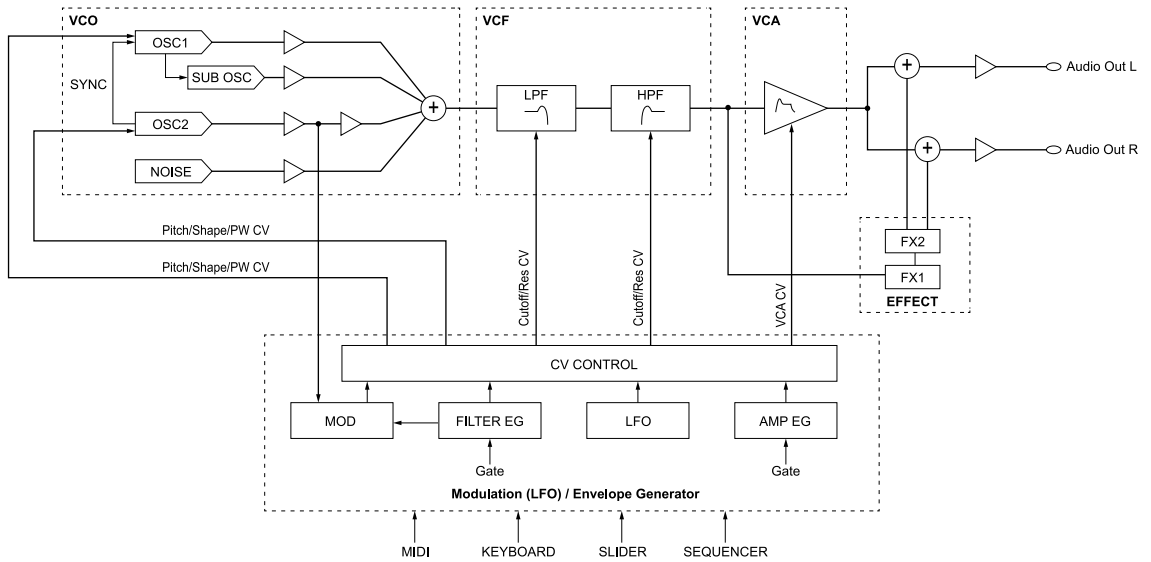 VCO
VCF
VCA
OSC1
SYNC
SUB OSC
OSC2
NOISE
+
LPF
HPF
+
Audio Out L
+
Audio Out R
Pitch/Shape/PW CV
Pitch/Shape/PW CV
Cutoff/Res CV
Cutoff/Res CV
VCA CV
FX2
FX1
EFFECT
CV CONTROL
MOD
FILTER EG
LFO
AMP EG
Gate
Gate
Modulation (LFO) / Envelope Generator
MIDI
KEYBOARD
SLIDER
SEQUENCER